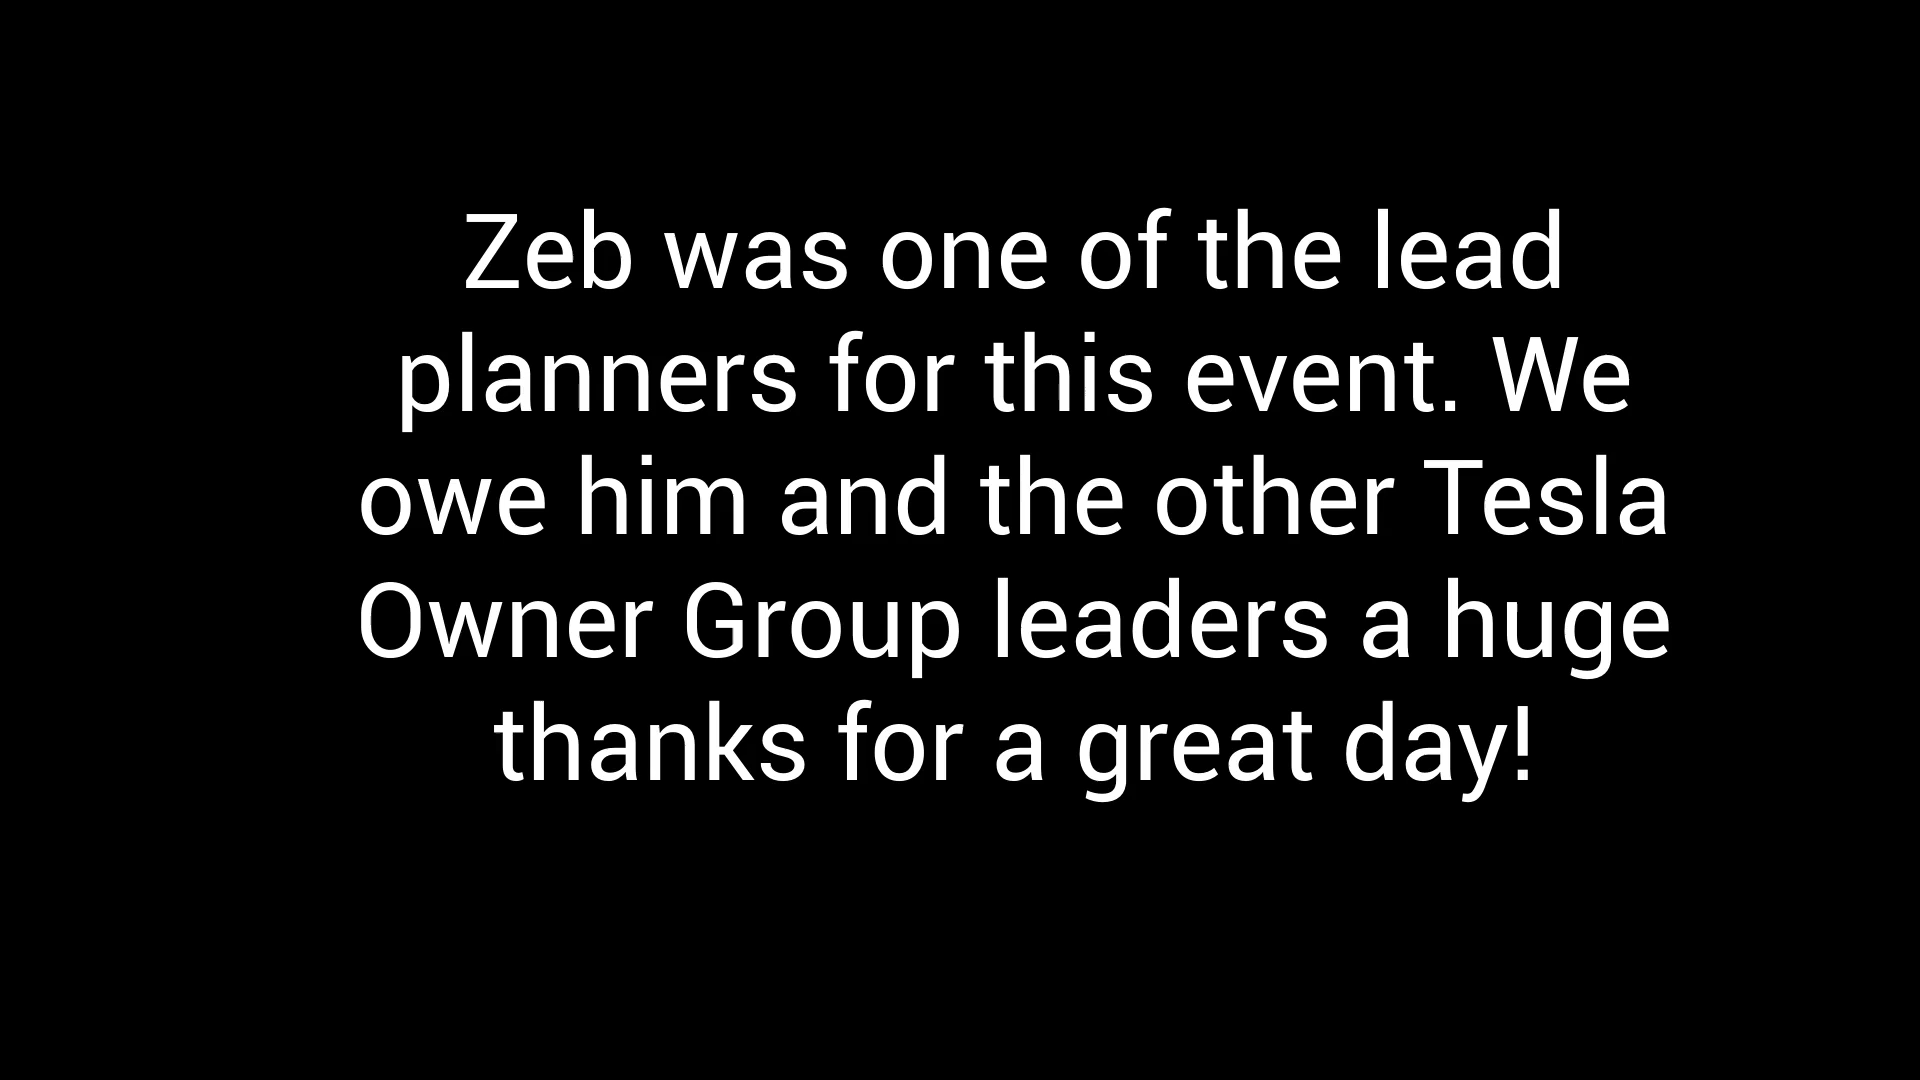 Zeb was one of the lead
planners for this event. We
owe him and the other Tesla
Owner Group leaders a huge
thanks for a great day!